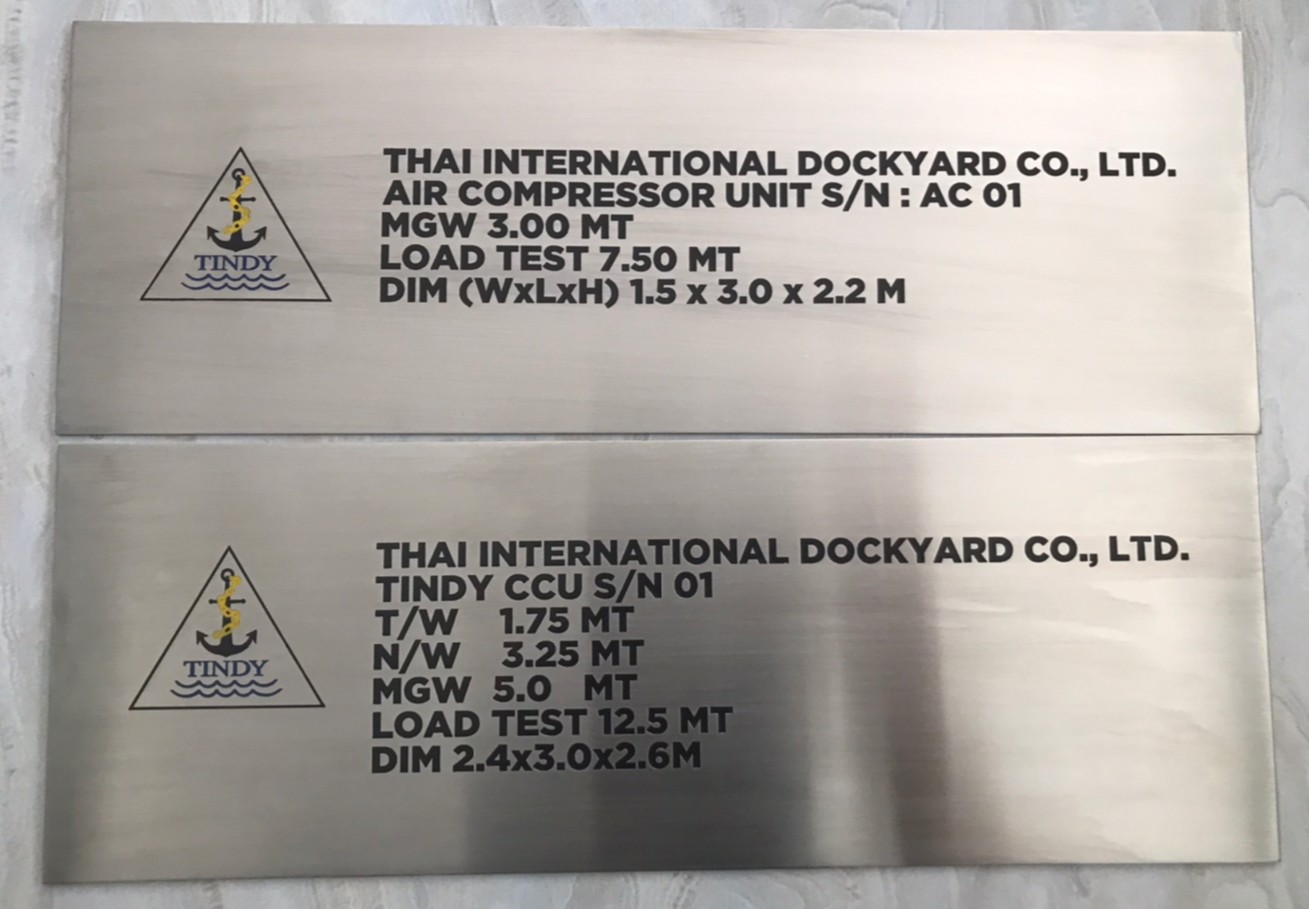 THAI INTERNATIONAL DOCKYARD CO., LTD.
AIR COMPRESSOR UNIT S/N : AC 01
MGW 3.00 MT
LOAD TEST 7.50 MT
DIM (WxLxH) 1.5 x 3.0 x 2.2 M
TINDY
THAI INTERNATIONAL DOCKYARD CO., LTD.
TINDY CCU S/N 01
T/W 1.75 MT
N/W 3.25 MT
MGW 5.0 MT
LOAD TEST 12.5 MT
DIM 2.4x3.0x2.6M
TINDY